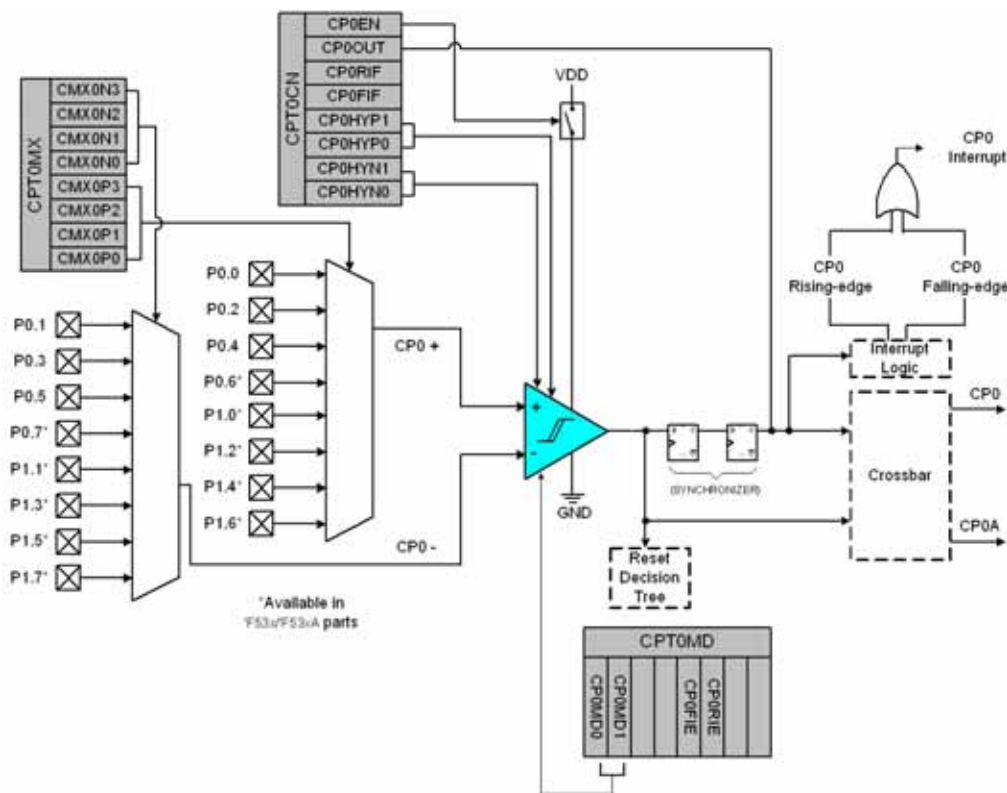 CPT0CN
CP0EN
CP0OUT
CP0RIF
CP0FIF
CP0HYP1
CP0HYP0
CP0HYN1
CP0HYN0
VDD
CPT0MX
CMX0N3
CMX0N2
CMX0N1
CMX0N0
CMX0P3
CMX0P2
CMX0P1
CMX0P0
CP0
Interrupt
CP0
Rising-edge
CP0
Falling-edge
Interrupt
Logic
P0.0
P0.2
P0.4
P0.6*
P1.0*
P1.2*
P1.4*
P1.6*
P0.1
P0.3
P0.5
P0.7*
P1.1*
P1.3*
P1.5*
P1.7*
CP0 +
CP0 -
+
-
GND
(SYNCHRONIZER)
Crossbar
CP0
CP0A
Reset
Decision
Tree
*Available in
'F53x/'F53xA parts
CPT0MD
CP0MD0
CP0MD1
CP0FIE
CP0RIE